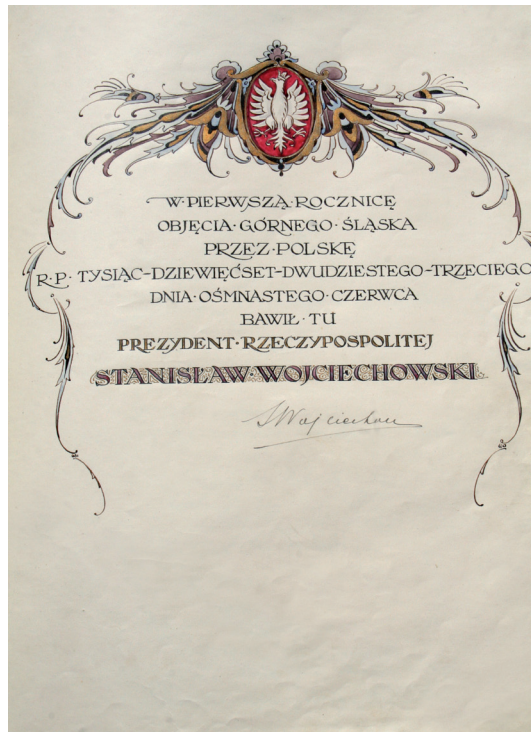 W·PIERWSZĄ·ROCZNICĘ
OBJĘCIA·GÓRNEGO·ŚLĄSKA
PRZEZ·POLSKĘ
R·P· TYSIĄC-DZIEWIĘĆSET-DWUDZIESTEGO-TRZECIEGO
DNIA·OŚMNASTEGO·CZERWCA
BAWIŁ·TU
PREZYDENT·RZECZYPOSPOLITEJ
STANISŁAW·WOJCIECHOWSKI